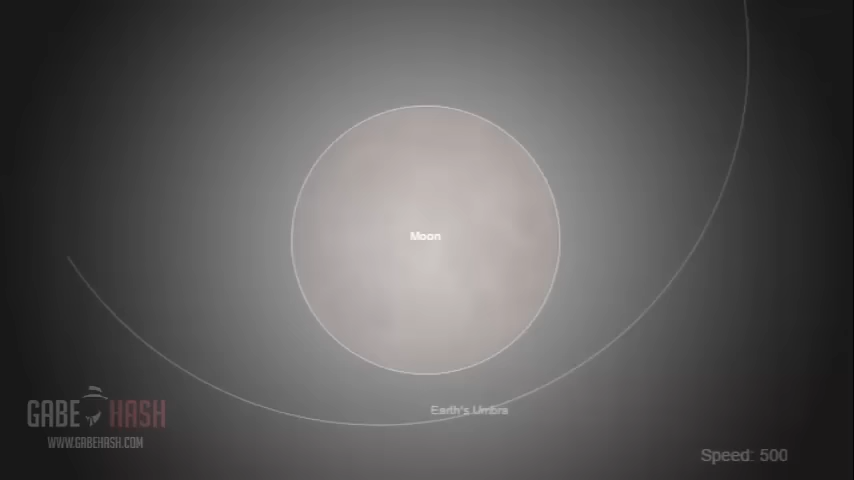 Moon
Earth's Umbra
GABE HASH
WWW.GABEHASH.COM
Speed: 500